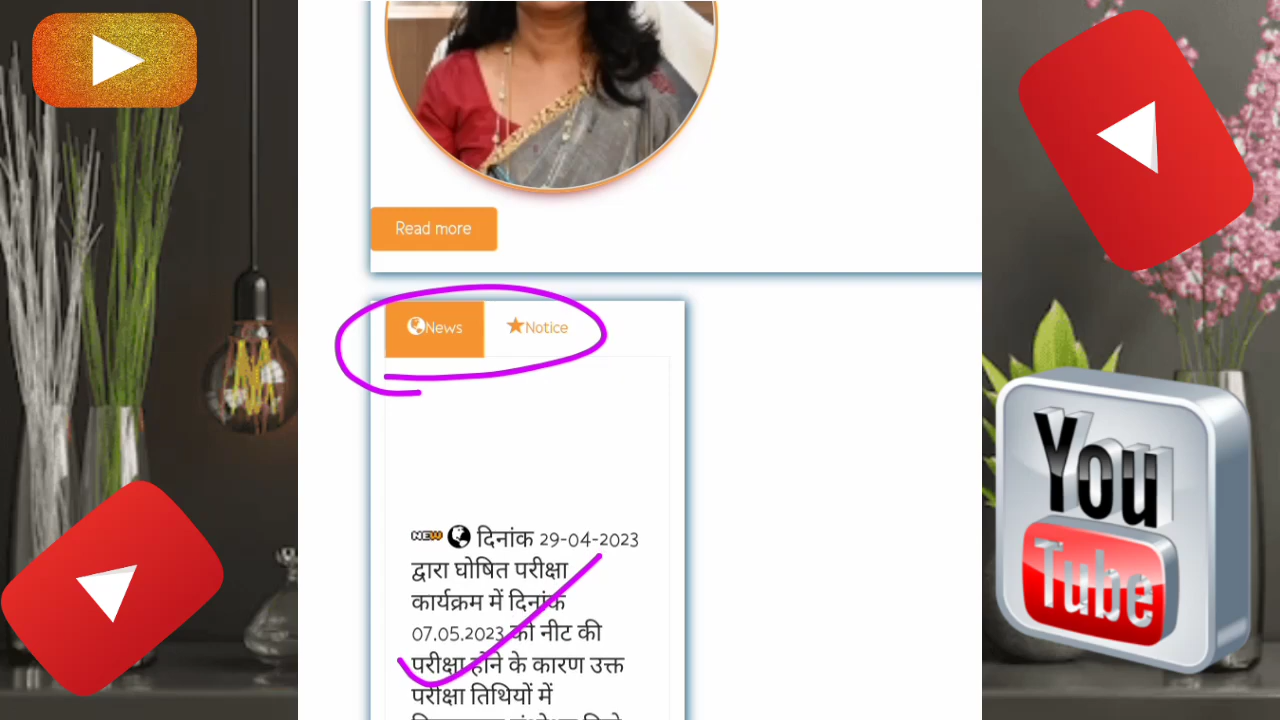 Read more
News
Notice
NEW दिनांक 29-04-2023
द्वारा घोषित परीक्षा
कार्यक्रम में दिनांक
07.05.2023 को नीट की
परीक्षा होने के कारण उक्त
परीक्षा तिथियों में
You
Tube